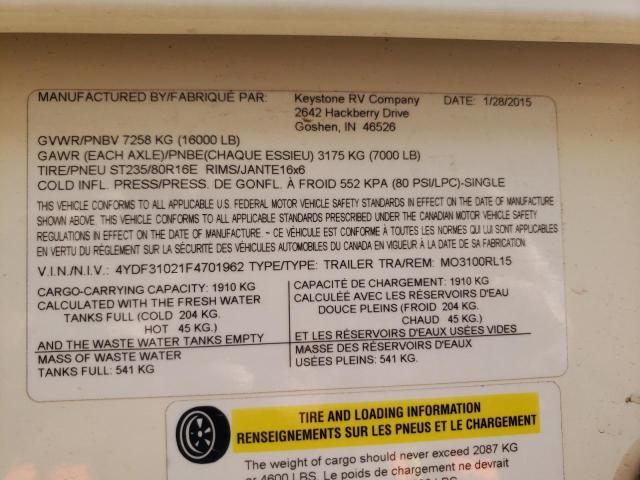 MANUFACTURED BY/FABRIQUÉ PAR: Keystone RV Company DATE: 1/28/2015
2642 Hackberry Drive
Goshen, IN 46526
GVWR/PNBV 7258 KG (16000 LB)
GAWR (EACH AXLE)/PNBE(CHAQUE ESSIEU) 3175 KG (7000 LB)
TIRE/PNEU ST235/80R16E RIMS/JANTE16x6
COLD INFL. PRESS/PRESS. DE GONFL. À FROID 552 KPA (80 PSI/LPC)-SINGLE
THIS VEHICLE CONFORMS TO ALL APPLICABLE U.S. FEDERAL MOTOR VEHICLE SAFETY STANDARDS IN EFFECT ON THE DATE OF MANUFACTURE
SHOWN ABOVE. THIS VEHICLE CONFORMS TO ALL APPLICABLE STANDARDS PRESCRIBED UNDER THE CANADIAN MOTOR VEHICLE SAFETY
REGULATIONS IN EFFECT ON THE DATE OF MANUFACTURE. – CE VÉHICULE EST CONFORME À TOUTES LES NORMES QUI LUI SONT APPLICABLES
EN VERTU DU RÈGLEMENT SUR LA SÉCURITÉ DES VÉHICULES AUTOMOBILES DU CANADA EN VIGUEUR À LA DATE DE SA FABRICATION.
V.I.N./N.I.V.: 4YDF31021F4701962 TYPE/TYPE: TRAILER TRA/REM: MO3100RL15
CARGO-CARRYING CAPACITY: 1910 KG
CALCULATED WITH THE FRESH WATER
TANKS FULL (COLD 204 KG.
HOT 45 KG.)
AND THE WASTE WATER TANKS EMPTY
MASS OF WASTE WATER
TANKS FULL: 541 KG
CAPACITÉ DE CHARGEMENT: 1910 KG
CALCULÉE AVEC LES RÉSERVOIRS D'EAU
DOUCE PLEINS (FROID 204 KG.
CHAUD 45 KG.)
ET LES RÉSERVOIRS D'EAUX USÉES VIDES
MASSE DES RÉSERVOIRS D'EAUX
USÉES PLEINS: 541 KG.
TIRE AND LOADING INFORMATION
RENSEIGNEMENTS SUR LES PNEUS ET LE CHARGEMENT
The weight of cargo should never exceed 2087 KG
or 4600 LBS. Le poids de chargement ne devrait